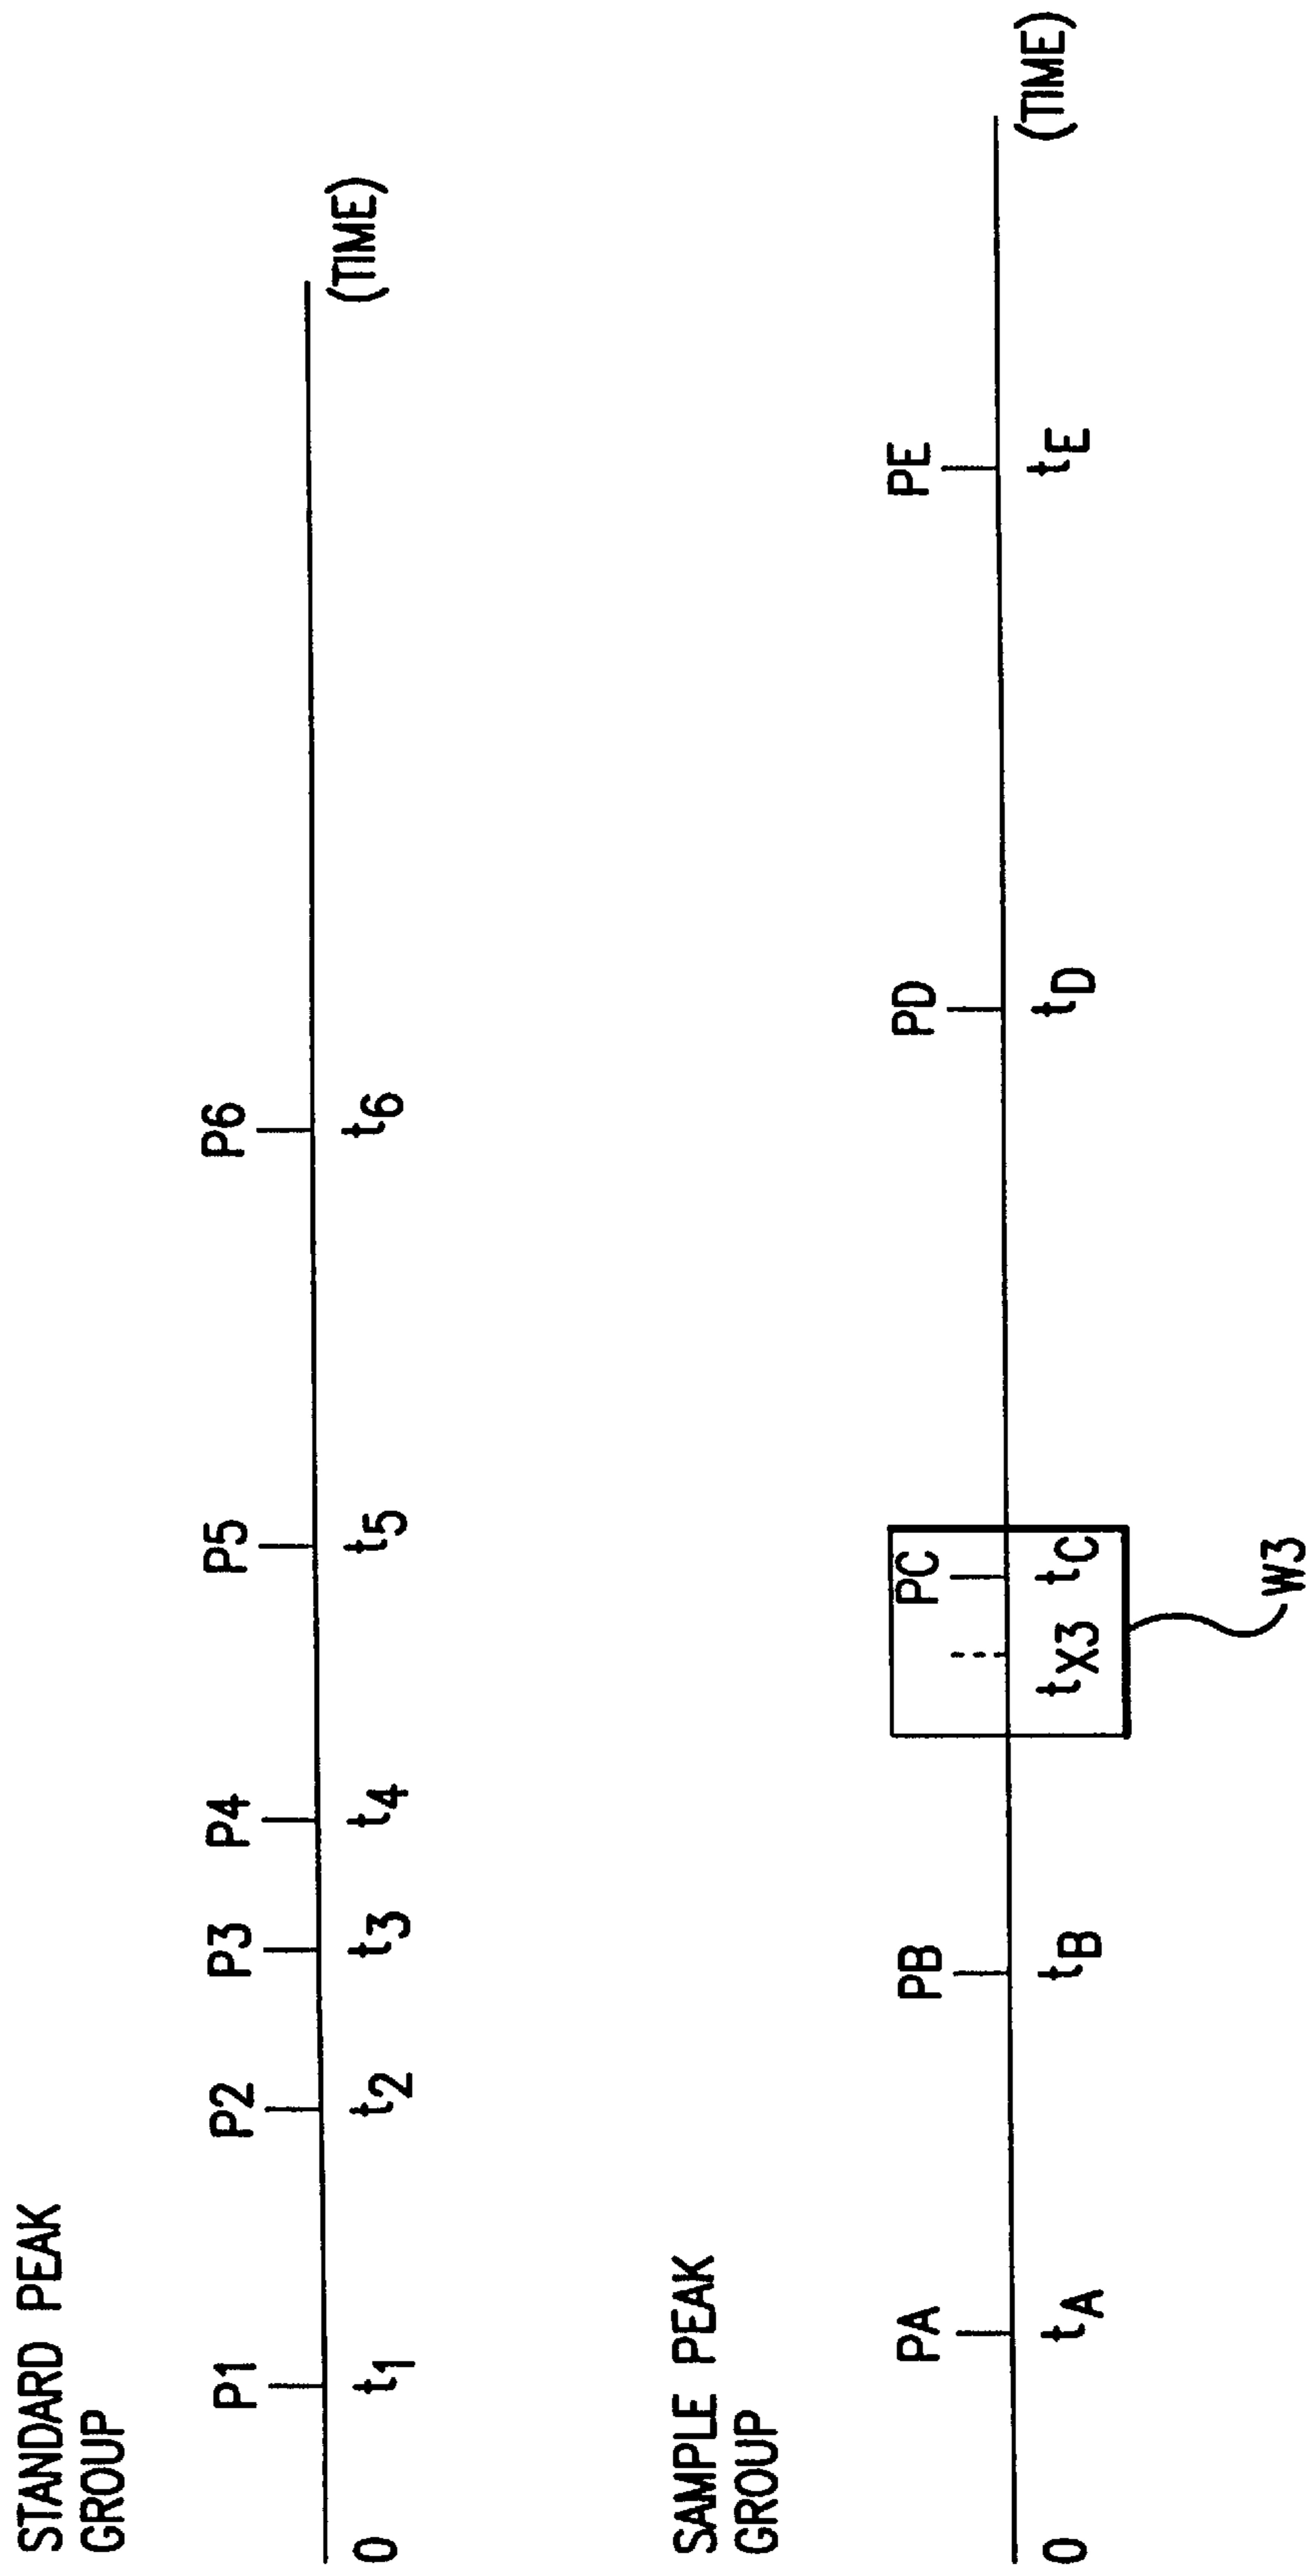 STANDARD PEAK
GROUP
P1 P2 P3 P4 P5 P6
0 t1 t2 t3 t4 t5 t6 (TIME)
SAMPLE PEAK
GROUP
PA PB PC PD PE
0 tA tB tX3 tC tD tE (TIME)
W3